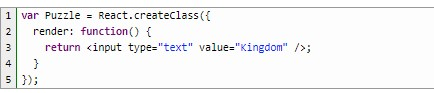 1 var Puzzle = React.createClass({
2   render: function() {
3     return <input type="text" value="Kingdom" />;
4   }
5 });